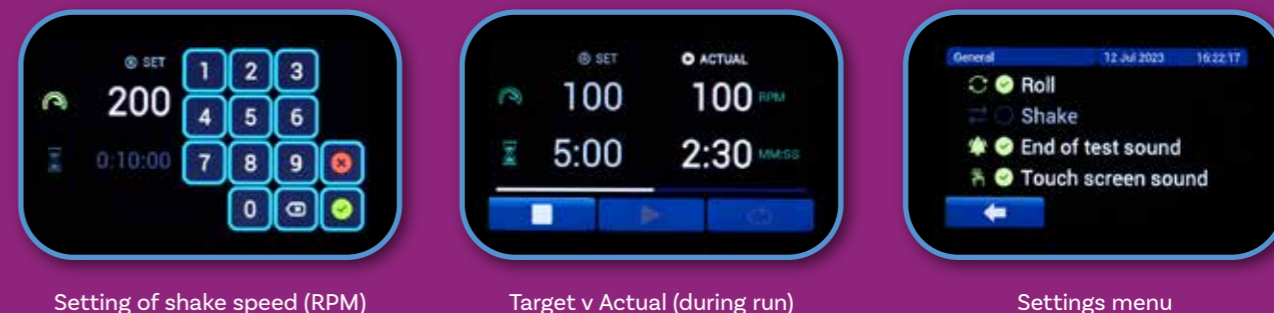 SET
200
0:10:00
1 2 3
4 5 6
7 8 9
0
Setting of shake speed (RPM)
SET ACTUAL
100 100 RPM
5:00 2:30 MM:SS
Target v Actual (during run)
General 12 Jul 2023 16:22:17
Roll
Shake
End of test sound
Touch screen sound
Settings menu